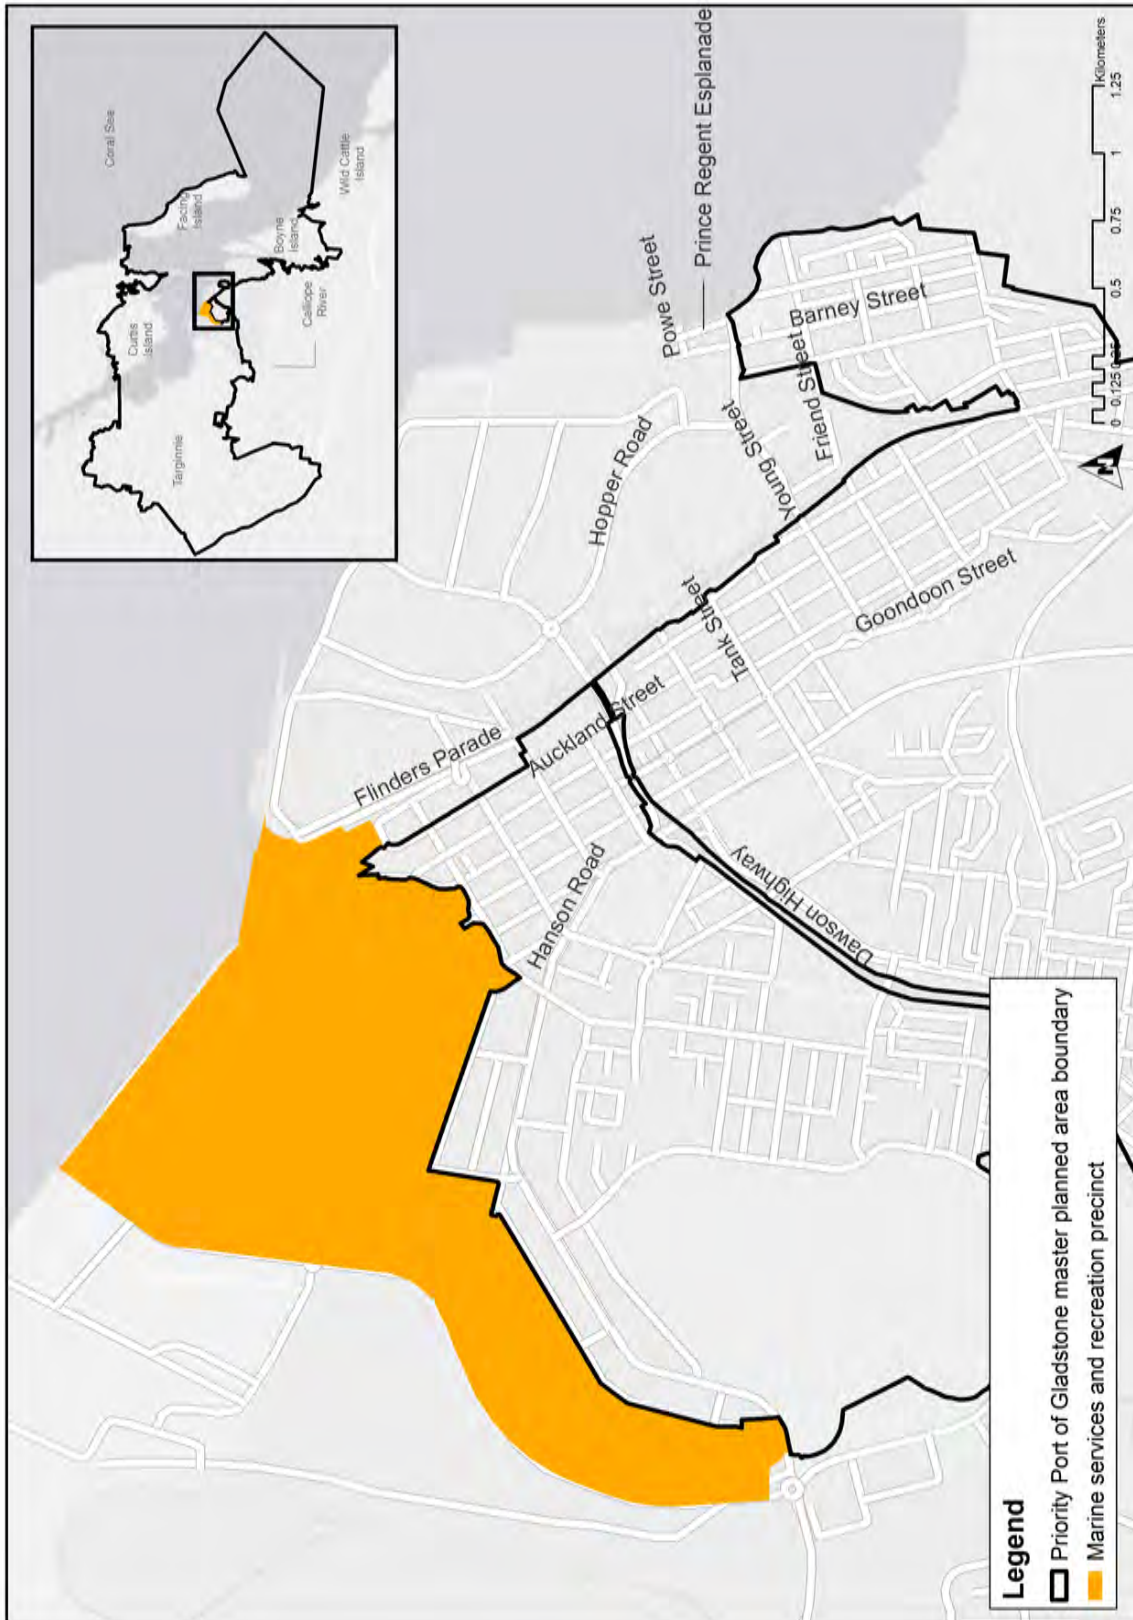 Coral Sea
Facing
Island
Curtis
Island
Boyne
Island
Wild Cattle
Island
Calliope
River
Targinnie
Powe Street
Prince Regent Esplanade
Hopper Road
Young Street
Friend Street
Barney Street
Flinders Parade
Auckland Street
Tank Street
Goondoon Street
Hanson Road
Dawson Highway
Legend
Priority Port of Gladstone master planned area boundary
Marine services and recreation precinct
N
0 0.125 0.25 0.5 0.75 1 1.25
Kilometers